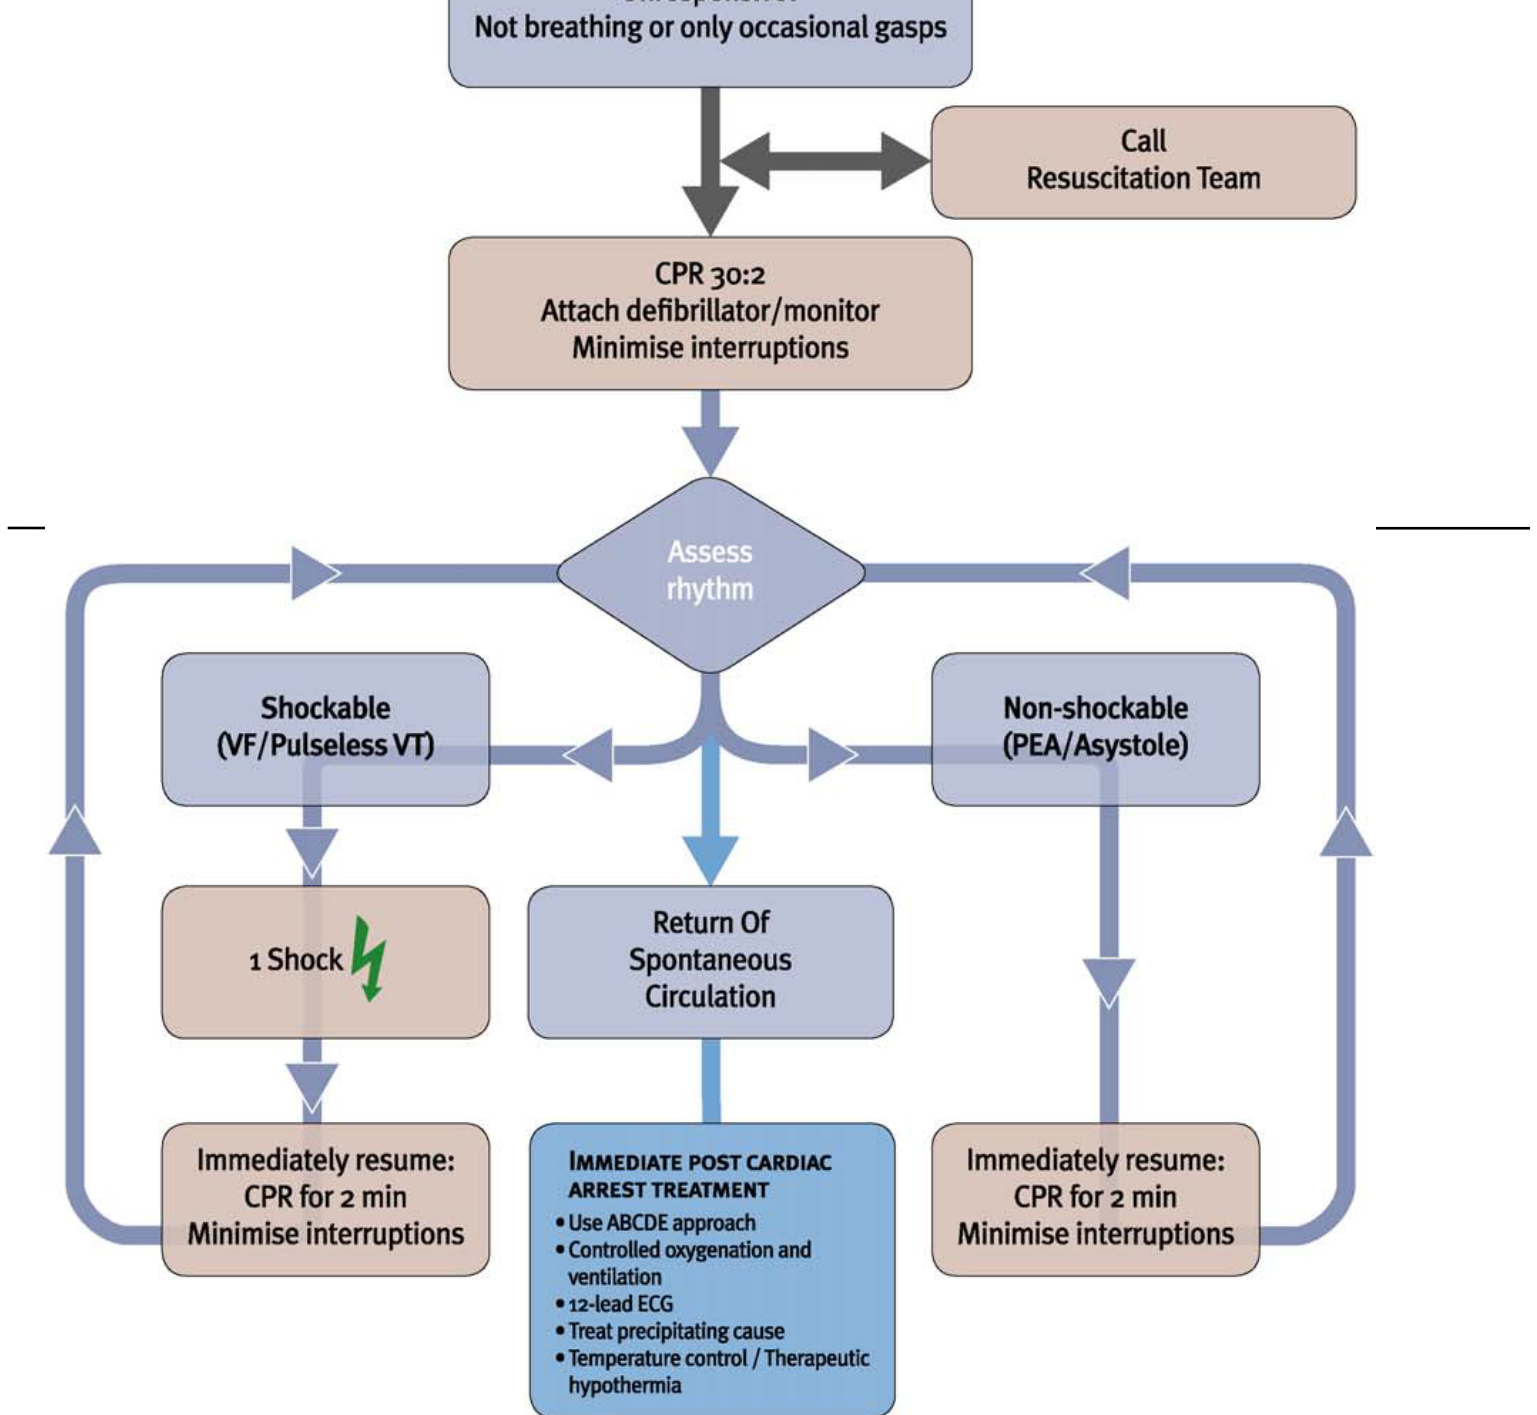 Not breathing or only occasional gasps
Call
Resuscitation Team
CPR 30:2
Attach defibrillator/monitor
Minimise interruptions
Assess
rhythm
Shockable
(VF/Pulseless VT)
Non-shockable
(PEA/Asystole)
1 Shock
Return Of
Spontaneous
Circulation
Immediately resume:
CPR for 2 min
Minimise interruptions
IMMEDIATE POST CARDIAC
ARREST TREATMENT
• Use ABCDE approach
• Controlled oxygenation and
ventilation
• 12-lead ECG
• Treat precipitating cause
• Temperature control / Therapeutic
hypothermia
Immediately resume:
CPR for 2 min
Minimise interruptions